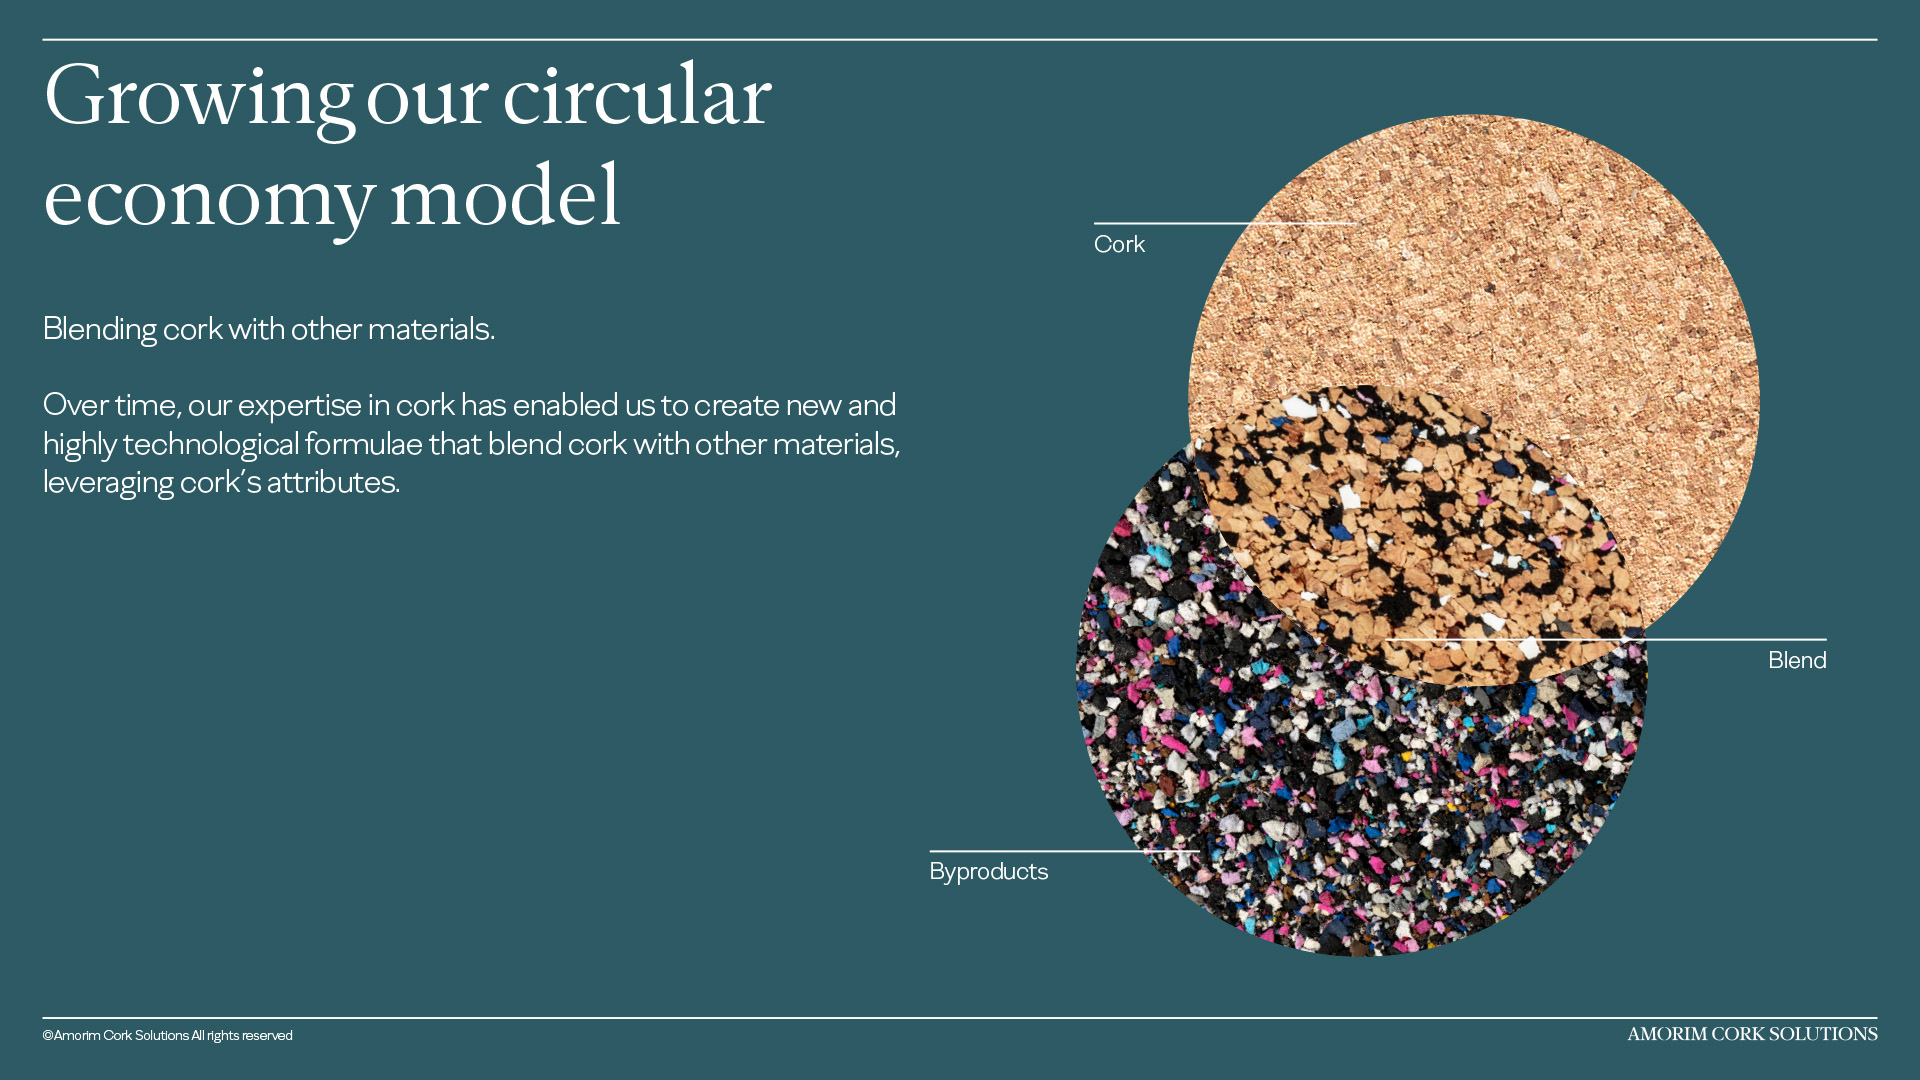 Growing our circular
economy model
Blending cork with other materials.
Over time, our expertise in cork has enabled us to create new and
highly technological formulae that blend cork with other materials,
leveraging cork’s attributes.
Cork
Blend
Byproducts
©Amorim Cork Solutions All rights reserved
AMORIM CORK SOLUTIONS